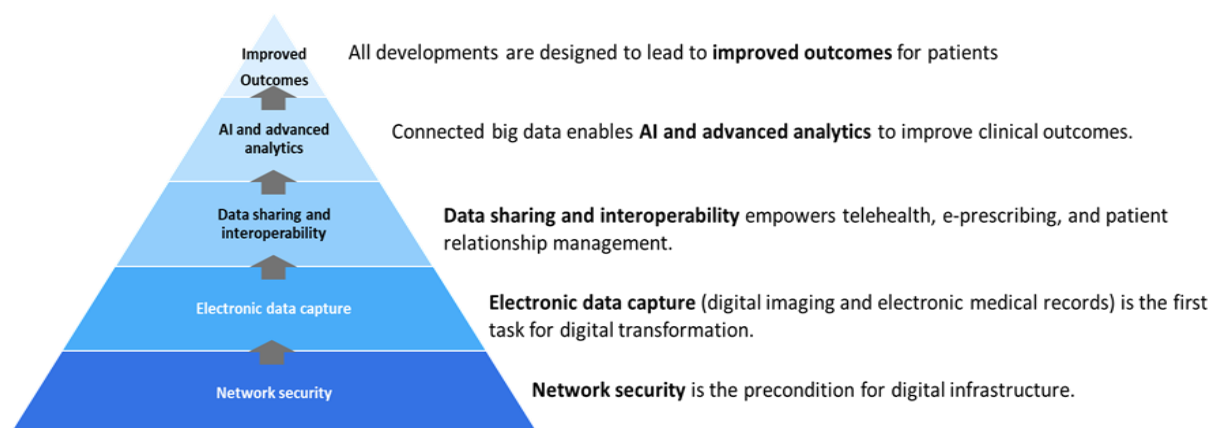 Improved
Outcomes
All developments are designed to lead to improved outcomes for patients
AI and advanced
analytics
Connected big data enables AI and advanced analytics to improve clinical outcomes.
Data sharing and
interoperability
Data sharing and interoperability empowers telehealth, e-prescribing, and patient
relationship management.
Electronic data capture
Electronic data capture (digital imaging and electronic medical records) is the first
task for digital transformation.
Network security
Network security is the precondition for digital infrastructure.